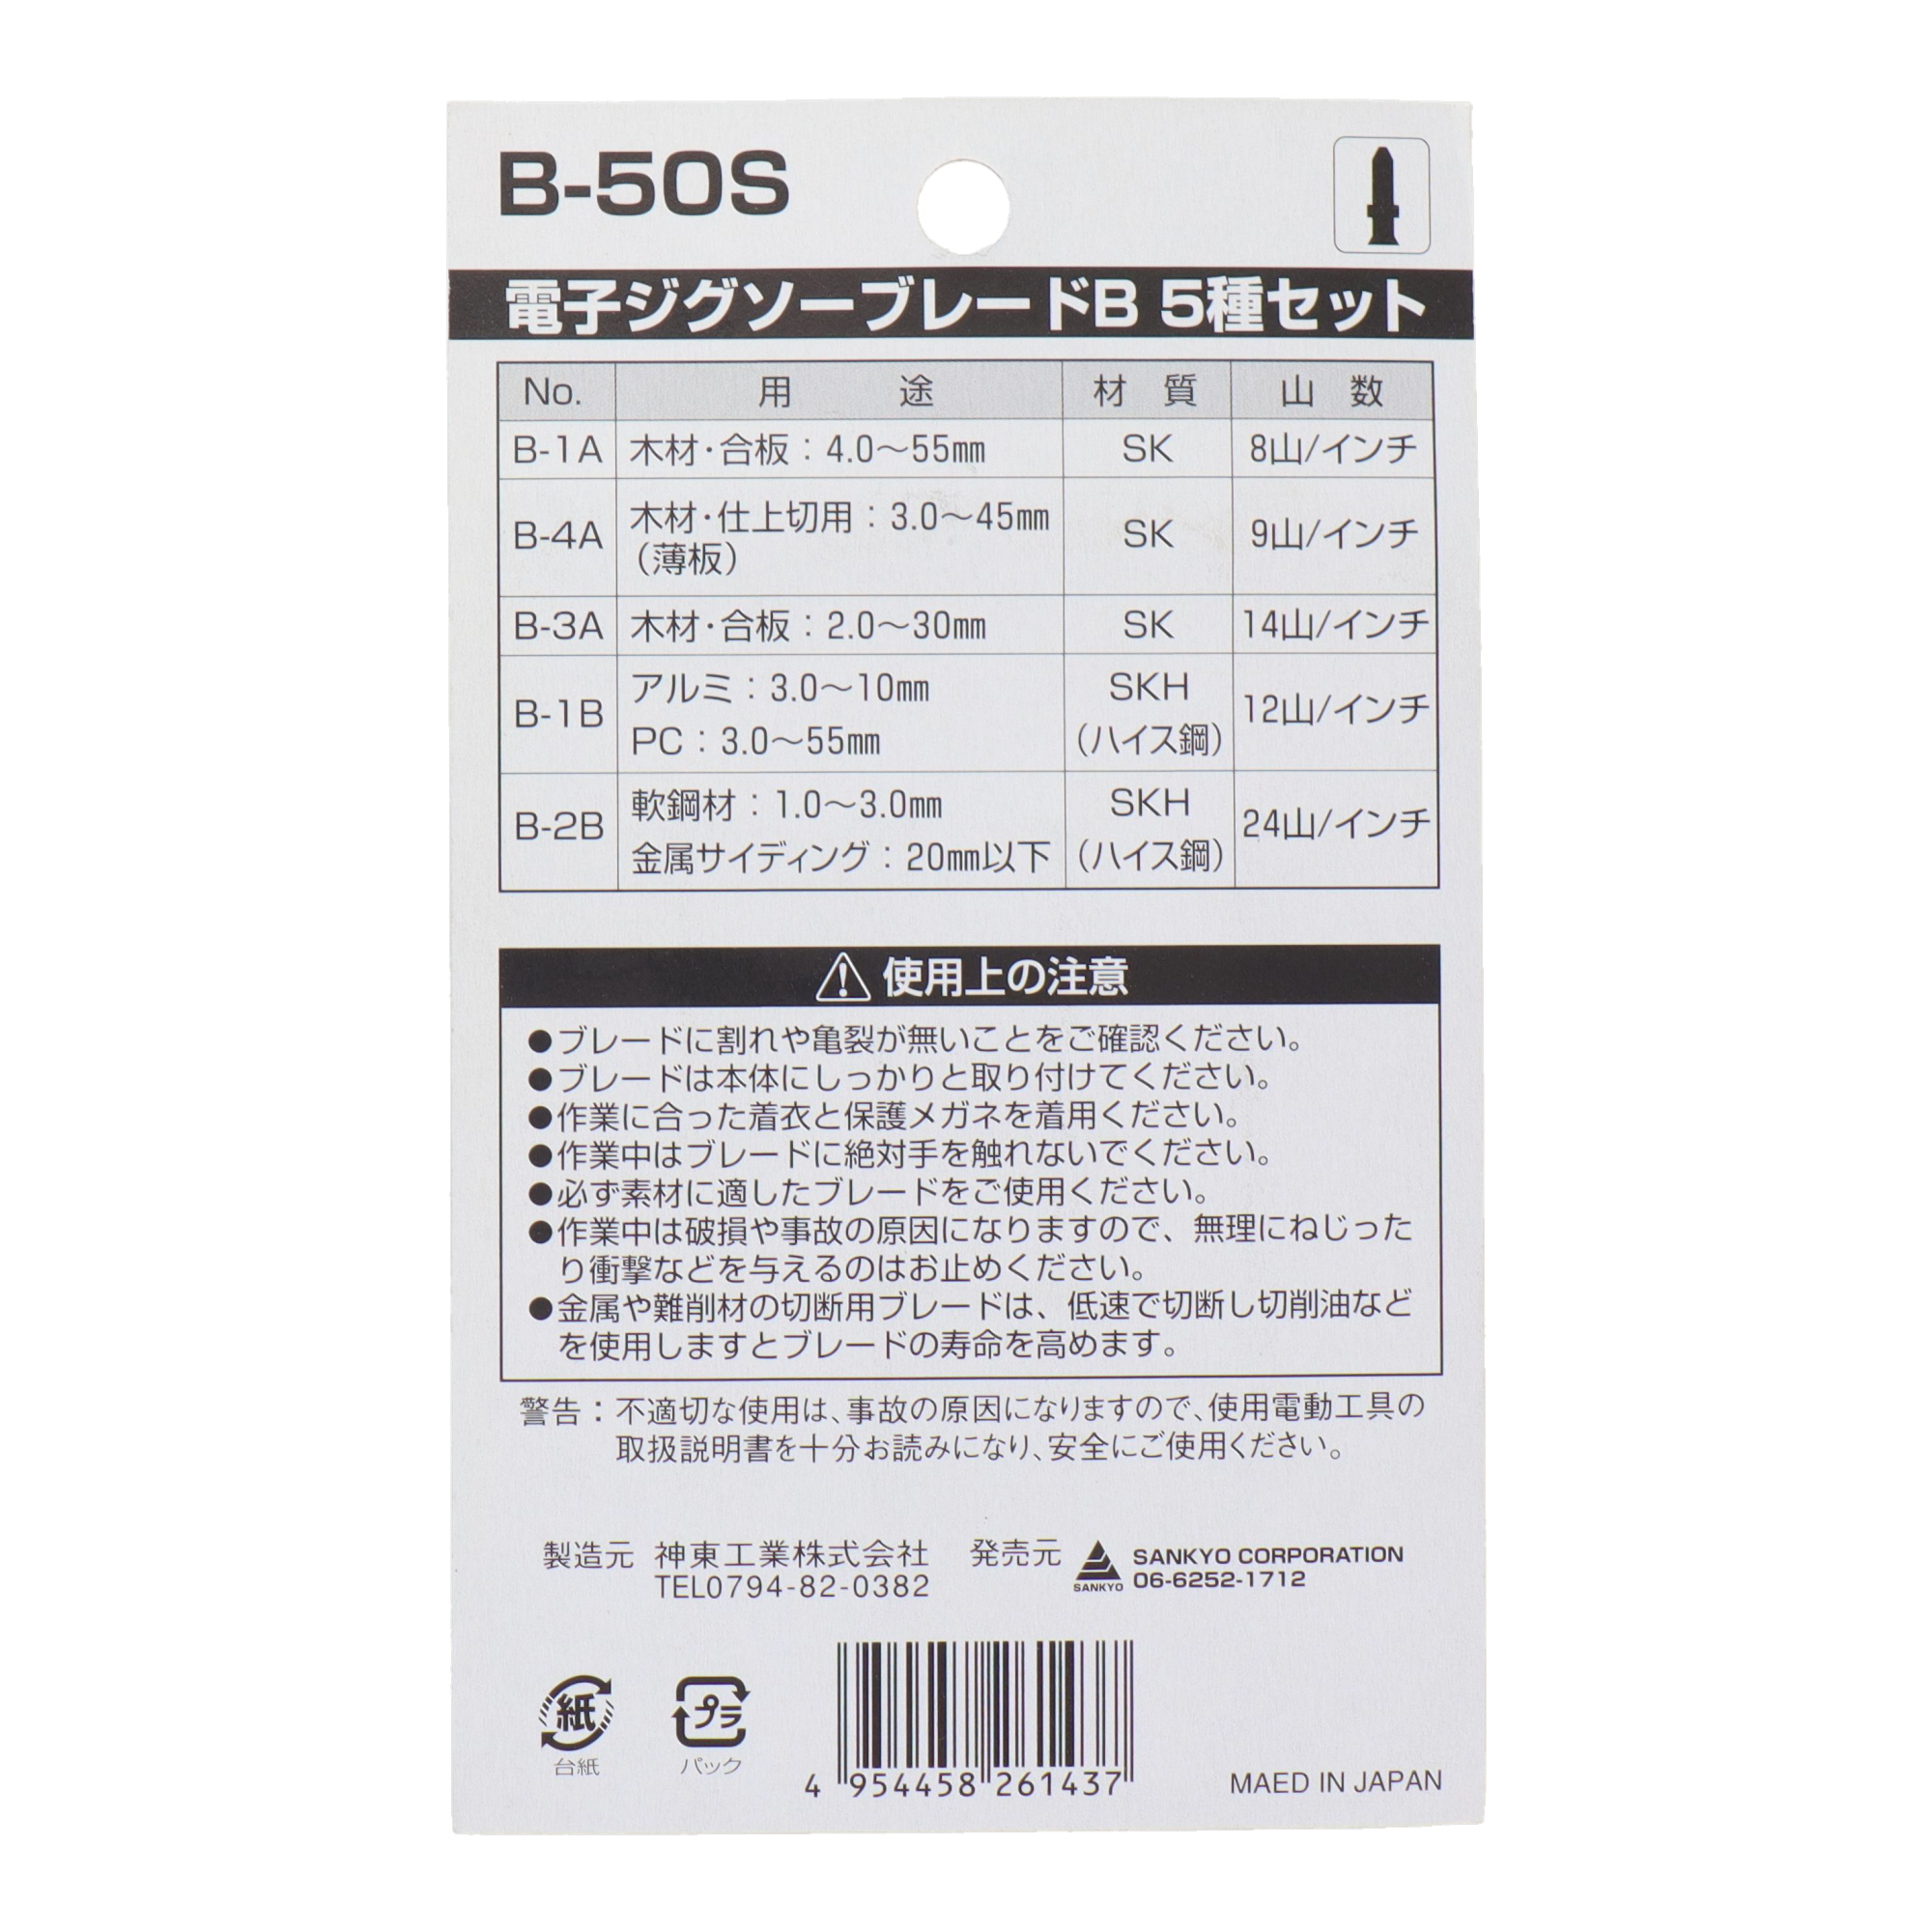 B-50S
電子ジグソーブレードB 5種セット
No. 用途 材質 山数
B-1A 木材・合板：4.0〜55㎜ SK 8山/インチ
B-4A 木材・仕上切用：3.0〜45㎜ SK 9山/インチ
（薄板）
B-3A 木材・合板：2.0〜30㎜ SK 14山/インチ
B-1B アルミ：3.0〜10㎜ SKH 12山/インチ
PC：3.0〜55㎜ （ハイス鋼）
B-2B 軟鋼材：1.0〜3.0㎜ SKH 24山/インチ
金属サイディング：20㎜以下 （ハイス鋼）
使用上の注意
●ブレードに割れや亀裂が無いことをご確認ください。
●ブレードは本体にしっかりと取り付けてください。
●作業に合った着衣と保護メガネを着用ください。
●作業中はブレードに絶対手を触れないでください。
●必ず素材に適したブレードをご使用ください。
●作業中は破損や事故の原因になりますので、無理にねじった
り衝撃などを与えるのはお止めください。
●金属や難削材の切断用ブレードは、低速で切断し切削油など
を使用しますとブレードの寿命を高めます。
警告：不適切な使用は、事故の原因になりますので、使用電動工具の
取扱説明書を十分お読みになり、安全にご使用ください。
製造元 神東工業株式会社 発売元 SANKYO SANKYO CORPORATION
TEL0794-82-0382 06-6252-1712
紙 プラ
台紙 パック
4 954458 261437
MAED IN JAPAN